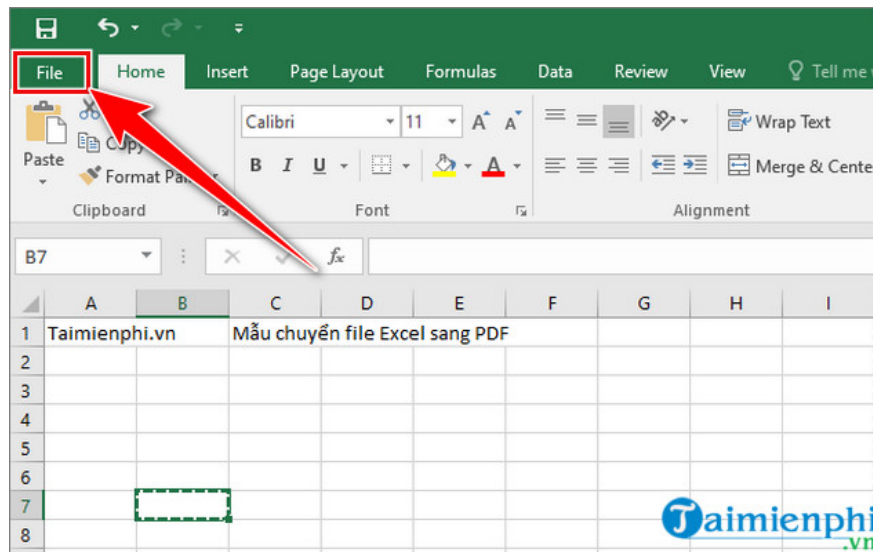 File Home Insert Page Layout Formulas Data Review View Tell me
Calibri 11 A A Wrap Text
Copy
Paste B I U A Merge & Cente
Format Painter
Clipboard Font Alignment
B7 fx
A B C D E F G H I
1 Taimienphi.vn Mẫu chuyển file Excel sang PDF
2
3
4
5
6
7
8
Taimienphi
.vn